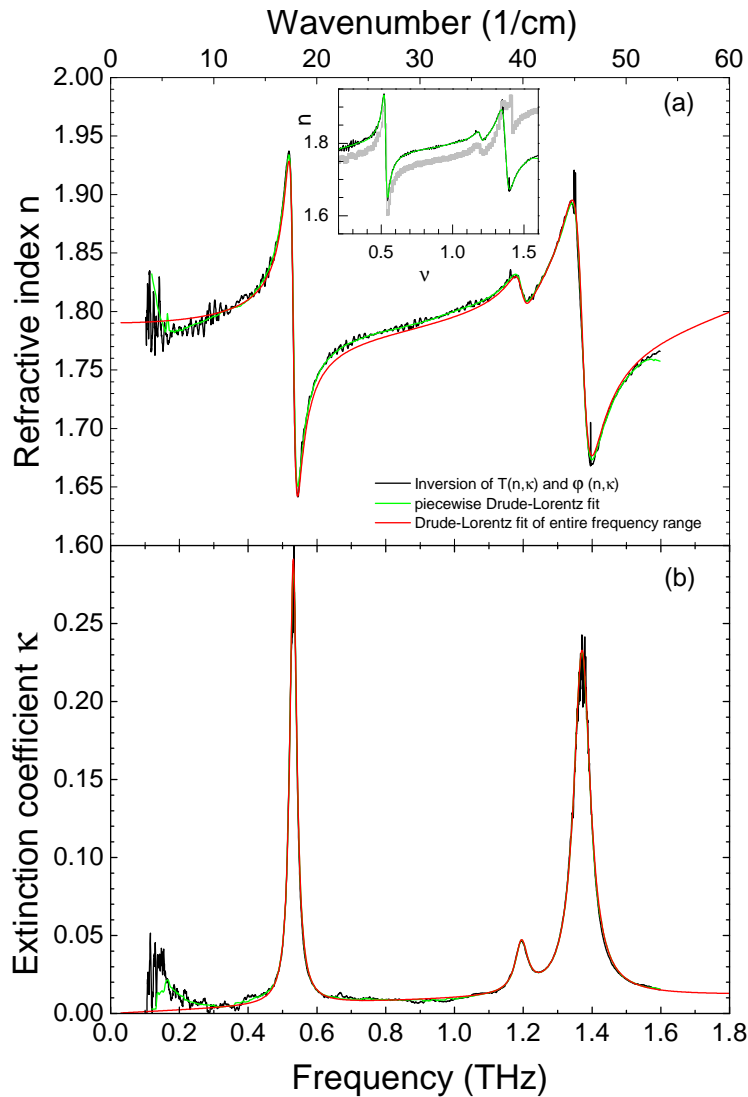 Wavenumber (1/cm)
0 10 20 30 40 50 60
2.00
1.95
1.90
1.85
1.80
1.75
1.70
1.65
1.60
Refractive index n
(a)
n
1.8
1.6
0.5 1.0 1.5
ν
Inversion of T(n,κ) and φ (n,κ)
piecewise Drude-Lorentz fit
Drude-Lorentz fit of entire frequency range
(b)
0.25
0.20
0.15
0.10
0.05
0.00
Extinction coefficient κ
0.0 0.2 0.4 0.6 0.8 1.0 1.2 1.4 1.6 1.8
Frequency (THz)